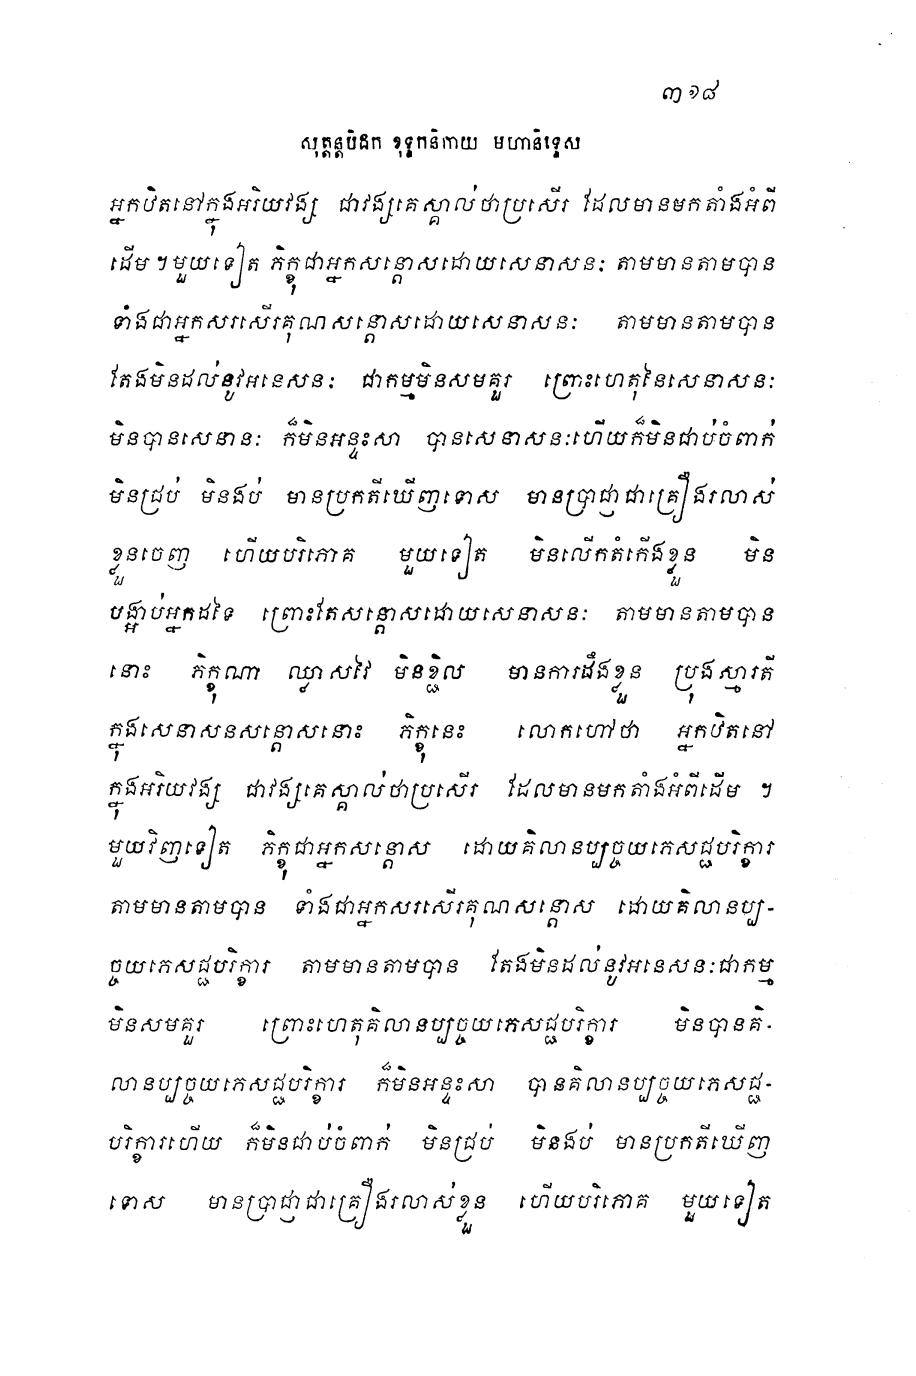 ៣១៨
សុត្តន្តបិដក ខុទ្ទកនិកាយ មហានិទ្ទេស
អ្នកឋិតនៅក្នុងអរិយវង្ស ជាវង្សគេស្គាល់ថាប្រសើរ ដែលមានមកតាំងអំពី
ដើម ។ មួយទៀត ភិក្ខុជាអ្នកសន្តោសដោយសេនាសនៈ តាមមានតាមបាន
ទាំងជាអ្នកសរសើរគុណសន្តោសដោយសេនាសនៈ តាមមានតាមបាន
តែងមិនដល់នូវអនេសនៈ ជាកម្មមិនសមគួរ ព្រោះហេតុនៃសេនាសនៈ
មិនបានសេនានៈ ក៏មិនអន្ទះសា បានសេនាសនៈហើយក៏មិនជាប់ចំពាក់
មិនជ្រប់ មិនងប់ មានប្រកតីឃើញទោស មានប្រាជ្ញាជាគ្រឿងរលាស់
ខ្លួនចេញ ហើយបរិភោគ មួយទៀត មិនលើកតំកើងខ្លួន មិន
បង្អាប់អ្នកដទៃ ព្រោះតែសន្តោសដោយសេនាសនៈ តាមមានតាមបាន
នោះ ភិក្ខុណា ឈ្លាសវៃ មិនខ្ជិល មានការដឹងខ្លួន ប្រុងស្មារតី
ក្នុងសេនាសនសន្តោសនោះ ភិក្ខុនេះ លោកហៅថា អ្នកឋិតនៅ
ក្នុងអរិយវង្ស ជាវង្សគេស្គាល់ថាប្រសើរ ដែលមានមកតាំងអំពីដើម ។
មួយវិញទៀត ភិក្ខុជាអ្នកសន្តោស ដោយគិលានប្បច្ចយភេសជ្ជបរិក្ខារ
តាមមានតាមបាន ទាំងជាអ្នកសរសើរគុណសន្តោស ដោយគិលានប្ប-
ច្ចយភេសជ្ជបរិក្ខារ តាមមានតាមបាន តែងមិនដល់នូវអនេសនៈជាកម្ម
មិនសមគួរ ព្រោះហេតុគិលានប្បច្ចយភេសជ្ជបរិក្ខារ មិនបានគិ-
លានប្បច្ចយភេសជ្ជបរិក្ខារ ក៏មិនអន្ទះសា បានគិលានប្បច្ចយភេសជ្ជ-
បរិក្ខារហើយ ក៏មិនជាប់ចំពាក់ មិនជ្រប់ មិនងប់ មានប្រកតីឃើញ
ទោស មានប្រាជ្ញាជាគ្រឿងរលាស់ខ្លួន ហើយបរិភោគ មួយទៀត